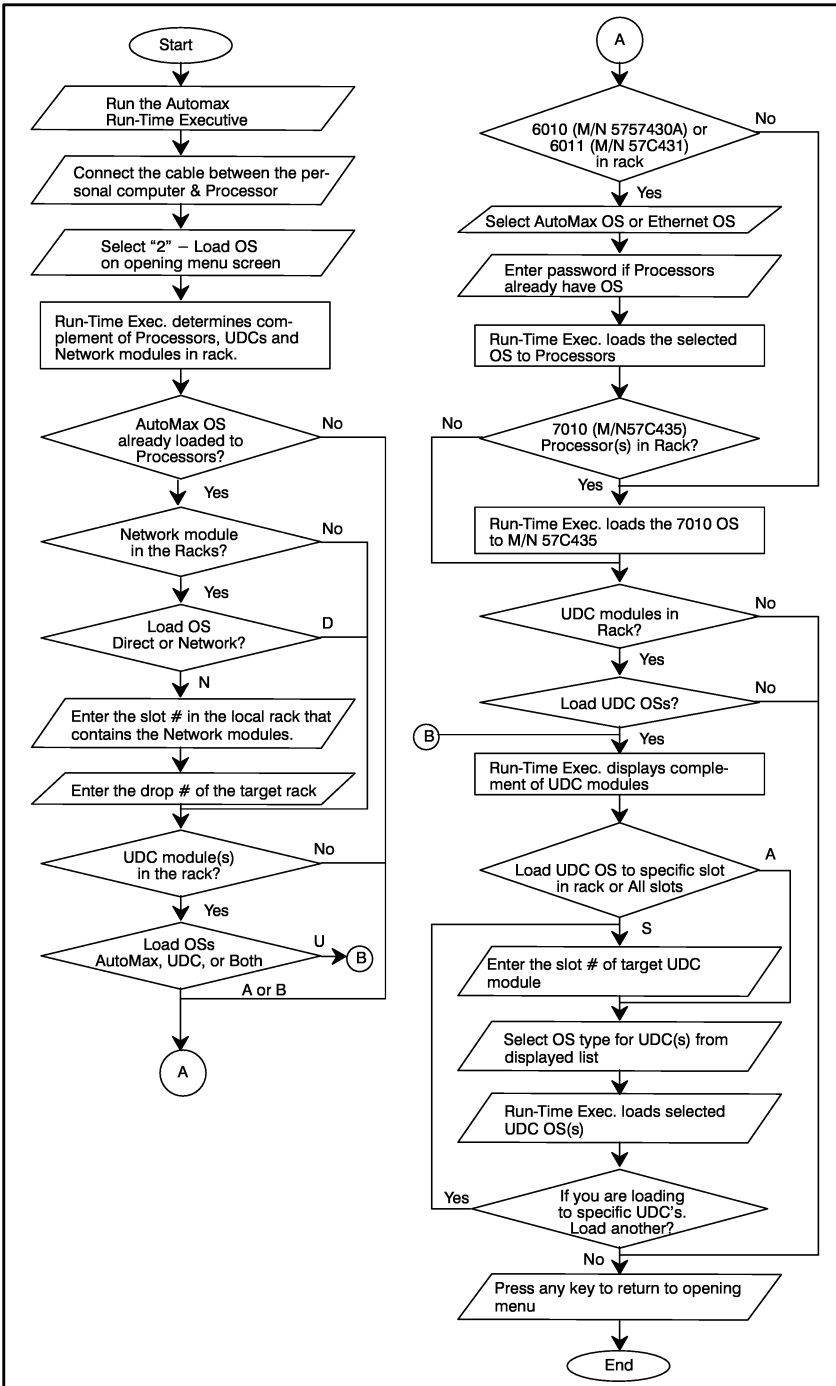 Start
Run the Automax
Run-Time Executive
Connect the cable between the per-
sonal computer & Processor
Select “2” – Load OS
on opening menu screen
Run-Time Exec. determines com-
plement of Processors, UDCs and
Network modules in rack.
AutoMax OS
already loaded to
Processors?
No
Yes
Network module
in the Racks?
No
Yes
Load OS
Direct or Network?
D
N
Enter the slot # in the local rack that
contains the Network modules.
Enter the drop # of the target rack
UDC module(s)
in the rack?
No
Yes
Load OSs
AutoMax, UDC, or Both
U
B
A or B
A
A
6010 (M/N 5757430A) or
6011 (M/N 57C431)
in rack
No
Yes
Select AutoMax OS or Ethernet OS
Enter password if Processors
already have OS
Run-Time Exec. loads the selected
OS to Processors
7010 (M/N57C435)
Processor(s) in Rack?
No
Yes
Run-Time Exec. loads the 7010 OS
to M/N 57C435
UDC modules in
Rack?
No
Yes
Load UDC OSs?
No
B
Yes
Run-Time Exec. displays comple-
ment of UDC modules
Load UDC OS to specific slot
in rack or All slots
A
S
Enter the slot # of target UDC
module
Select OS type for UDC(s) from
displayed list
Run-Time Exec. loads selected
UDC OS(s)
If you are loading
to specific UDC's.
Load another?
Yes
No
Press any key to return to opening
menu
End